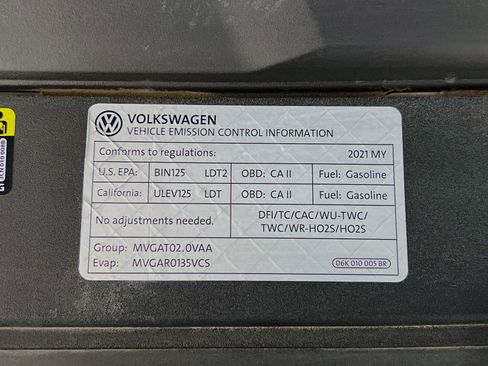 VOLKSWAGEN
VEHICLE EMISSION CONTROL INFORMATION
Conforms to regulations: 2021 MY
U.S. EPA: BIN125 LDT2 OBD: CA II Fuel: Gasoline
California: ULEV125 LDT OBD: CA II Fuel: Gasoline
No adjustments needed. DFI/TC/CAC/WU-TWC/
TWC/WR-HO2S/HO2S
Group: MVGAT02.0VAA
Evap: MVGAR0135VCS
06K 010 005 BR